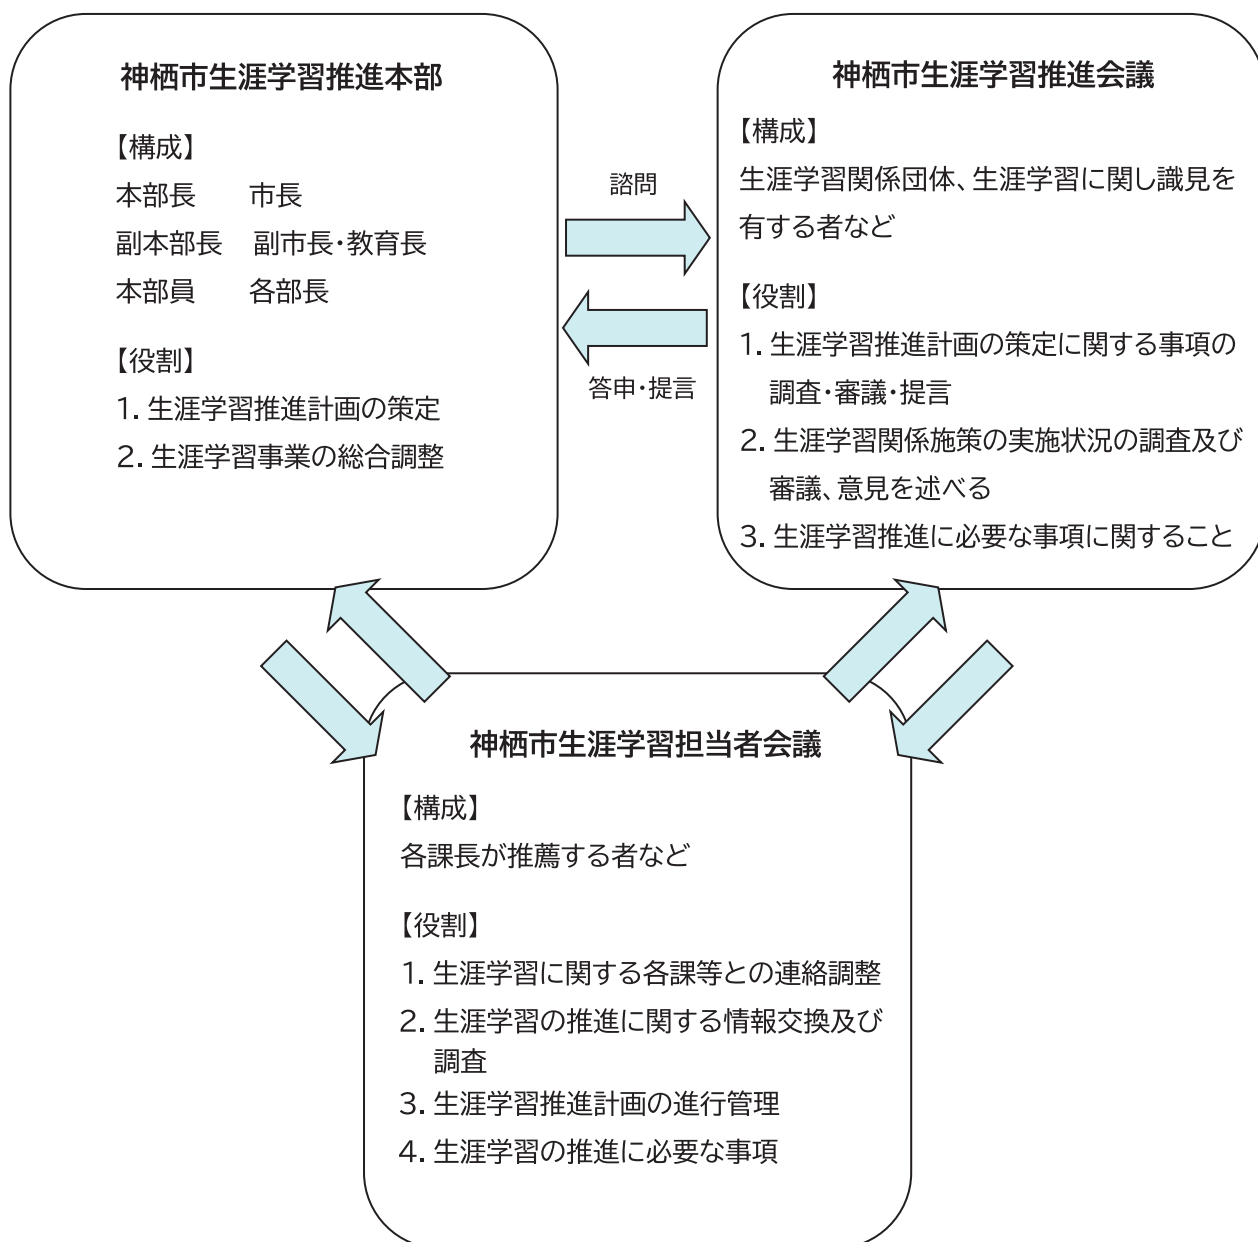 神栖市生涯学習推進本部
【構成】
本部長　　市長
副本部長　副市長・教育長
本部員　　各部長
【役割】
1. 生涯学習推進計画の策定
2. 生涯学習事業の総合調整
諮問
答申・提言
神栖市生涯学習推進会議
【構成】
生涯学習関係団体、生涯学習に関し識見を
有する者など
【役割】
1. 生涯学習推進計画の策定に関する事項の
調査・審議・提言
2. 生涯学習関係施策の実施状況の調査及び
審議、意見を述べる
3. 生涯学習推進に必要な事項に関すること
神栖市生涯学習担当者会議
【構成】
各課長が推薦する者など
【役割】
1. 生涯学習に関する各課等との連絡調整
2. 生涯学習の推進に関する情報交換及び
調査
3. 生涯学習推進計画の進行管理
4. 生涯学習の推進に必要な事項